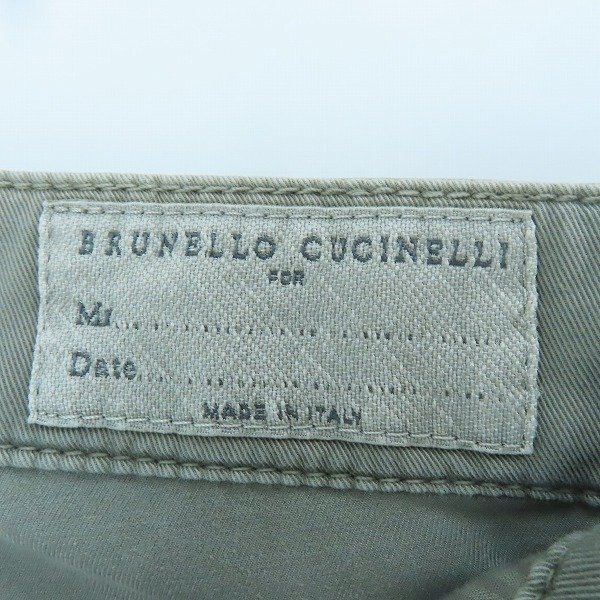 BRUNELLO CUCINELLI
FOR
Mr.............................................
Date.........................................
MADE IN ITALY